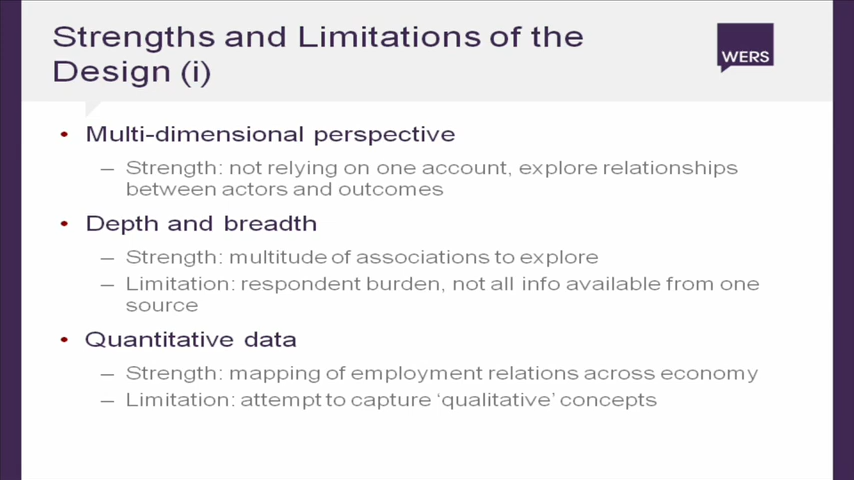 Strengths and Limitations of the
Design (i)
WERS
• Multi-dimensional perspective
– Strength: not relying on one account, explore relationships
between actors and outcomes
• Depth and breadth
– Strength: multitude of associations to explore
– Limitation: respondent burden, not all info available from one
source
• Quantitative data
– Strength: mapping of employment relations across economy
– Limitation: attempt to capture ‘qualitative’ concepts